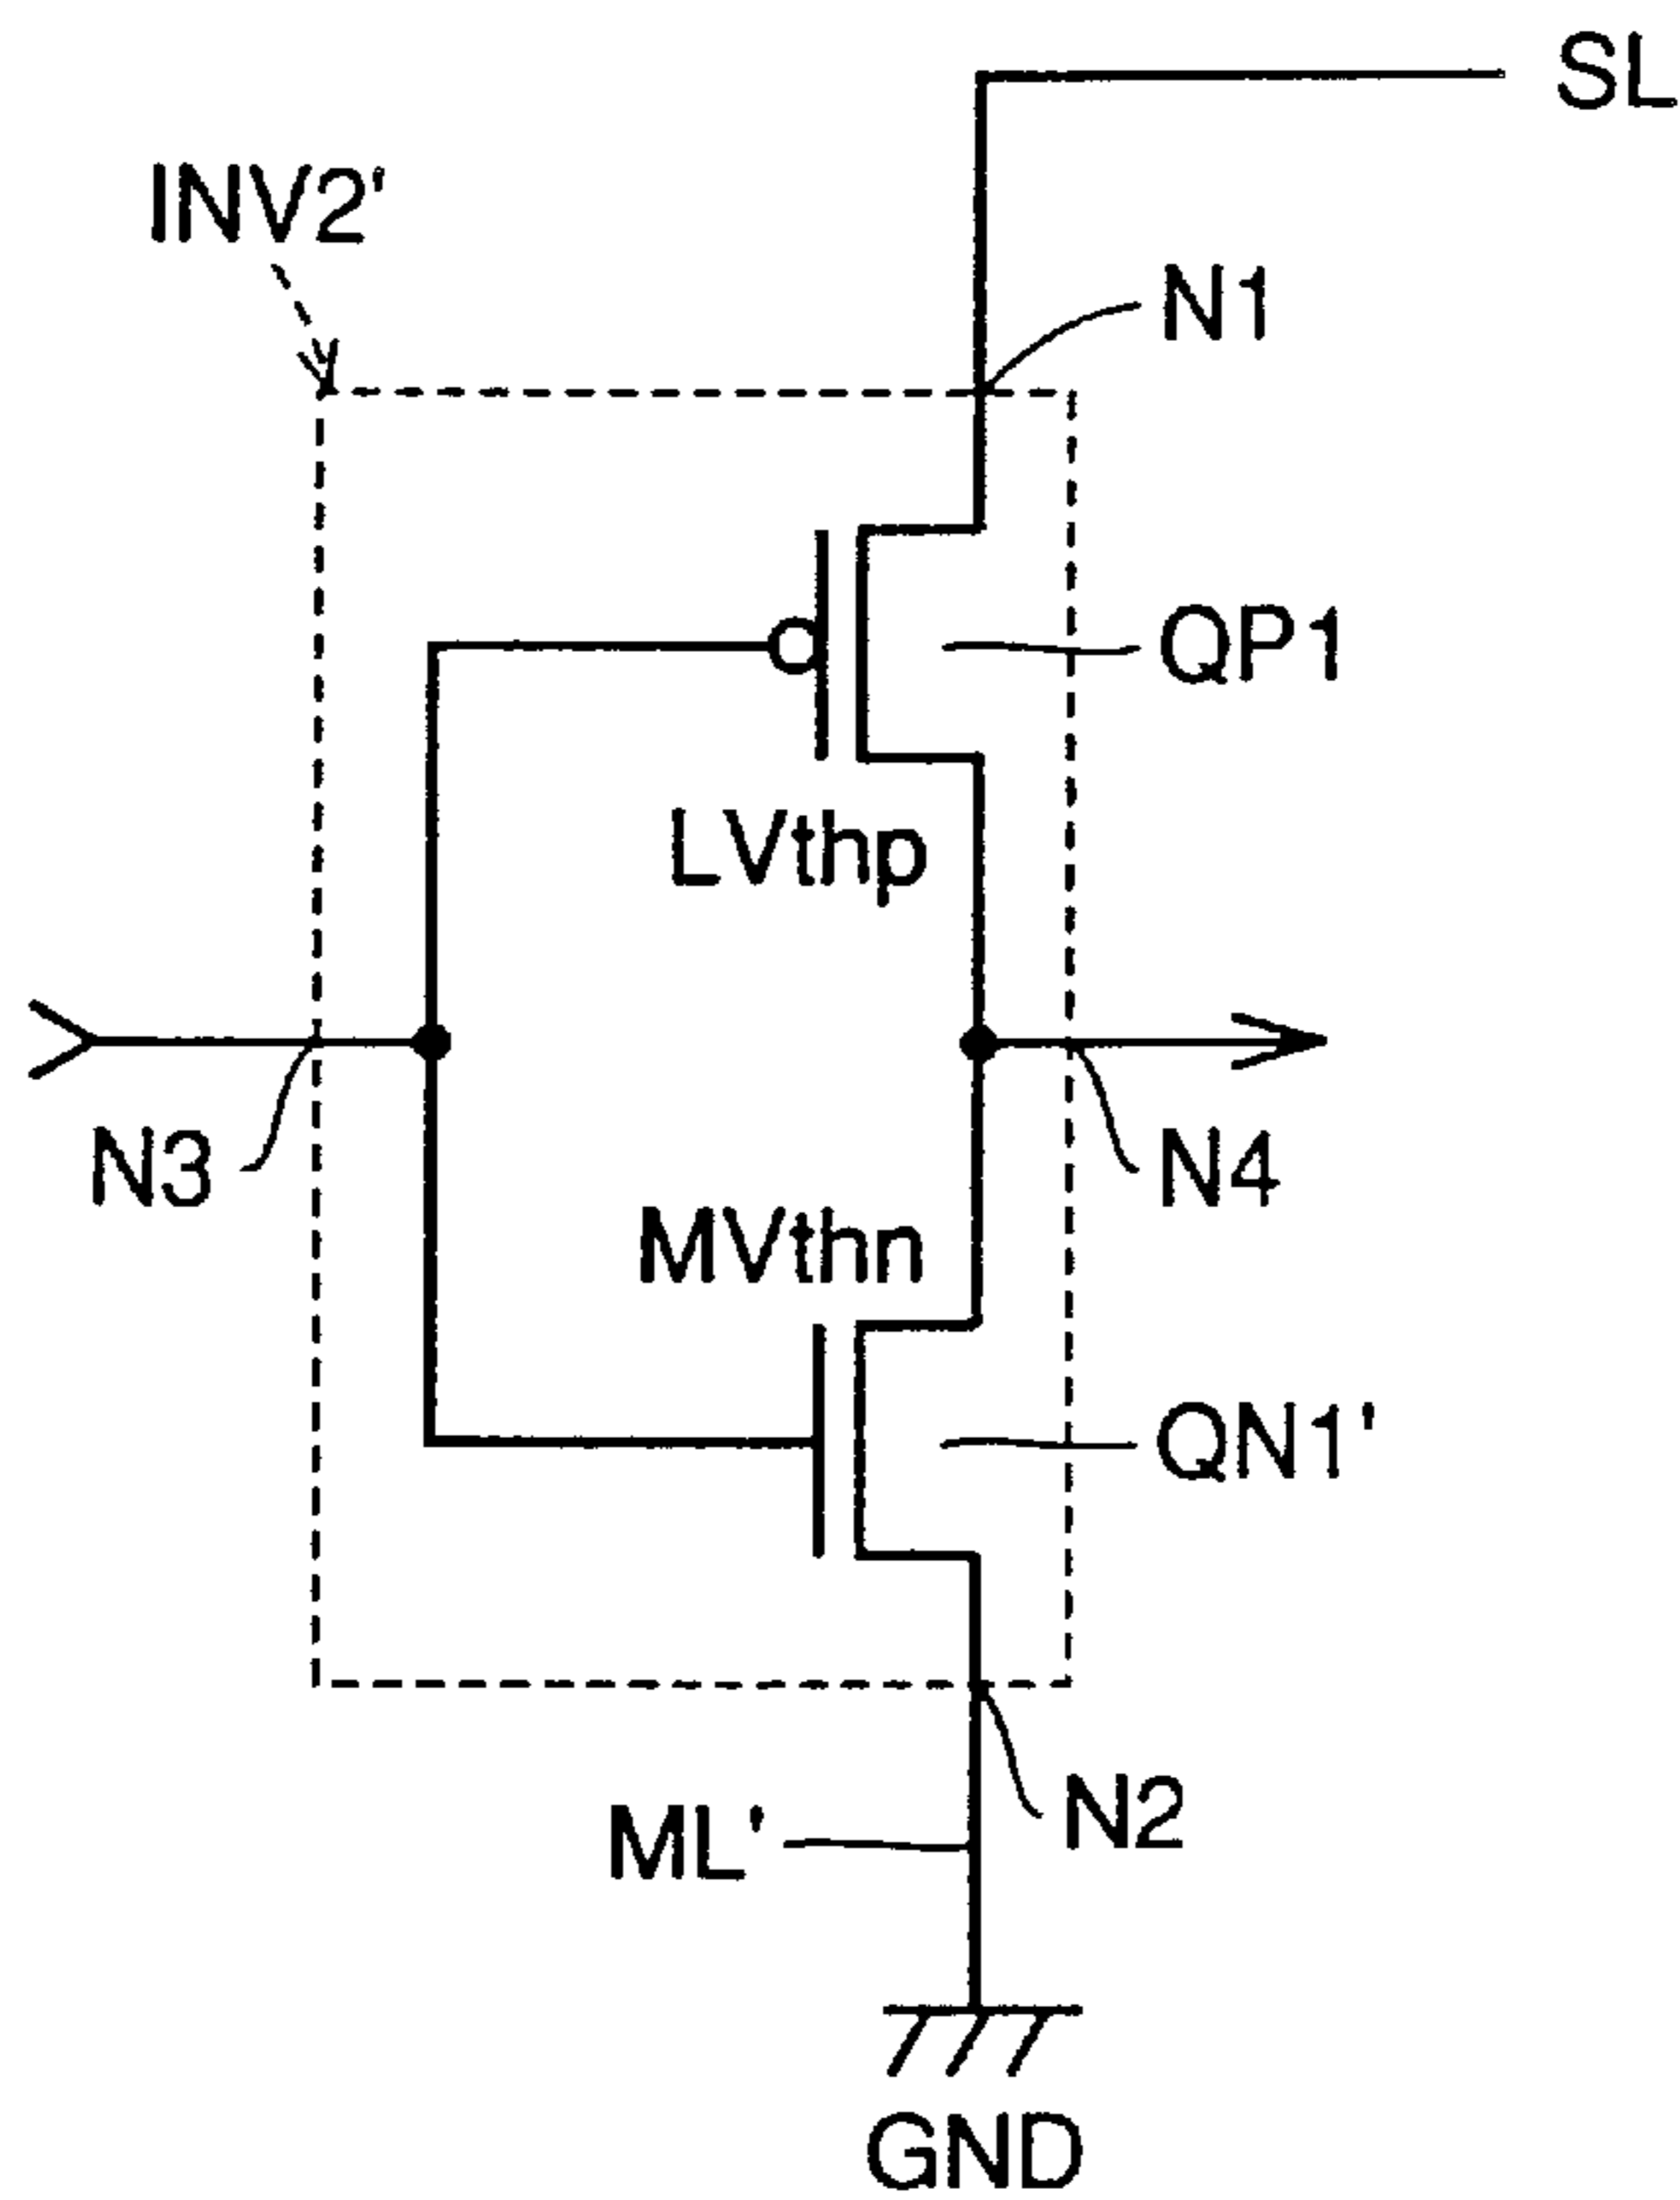 SL
INV2'
N1
QP1
LVthp
N3
N4
MVthn
QN1'
N2
ML'
GND